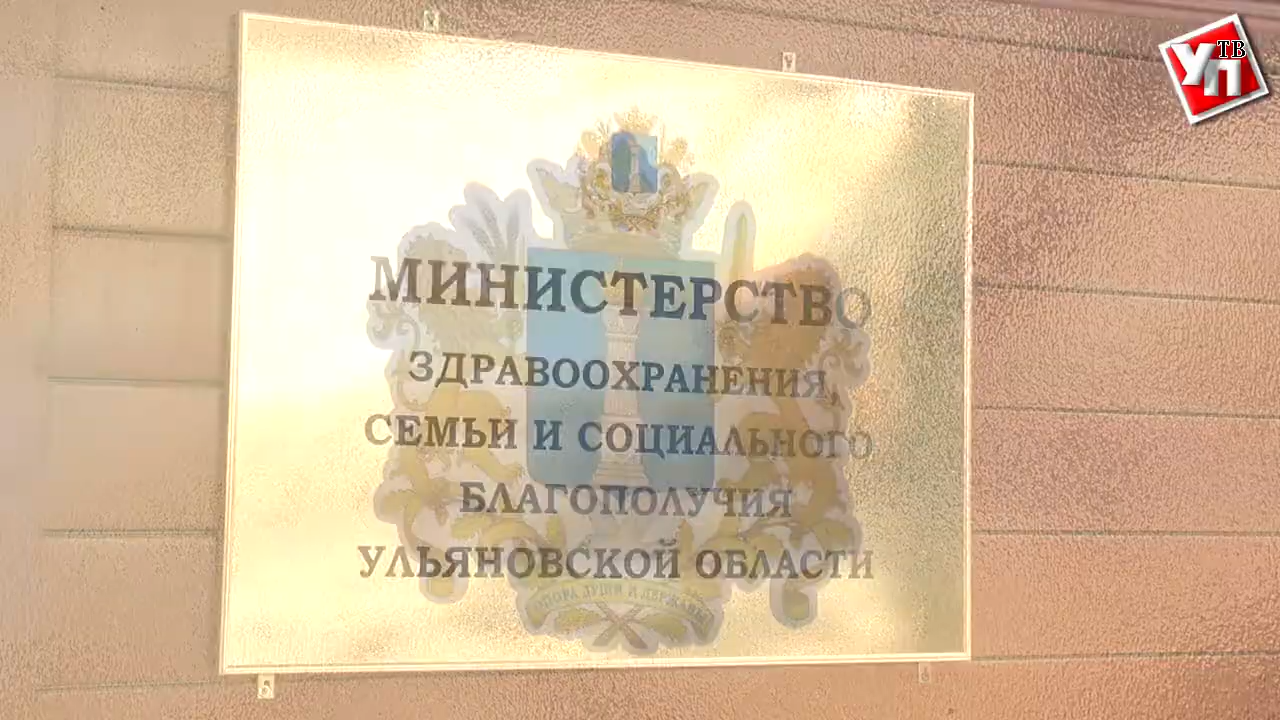 УП ТВ
МИНИСТЕРСТВО
ЗДРАВООХРАНЕНИЯ,
СЕМЬИ И СОЦИАЛЬНОГО
БЛАГОПОЛУЧИЯ
УЛЬЯНОВСКОЙ ОБЛАСТИ
ОПОРА ДУШИ И ДЕРЖАВЫ